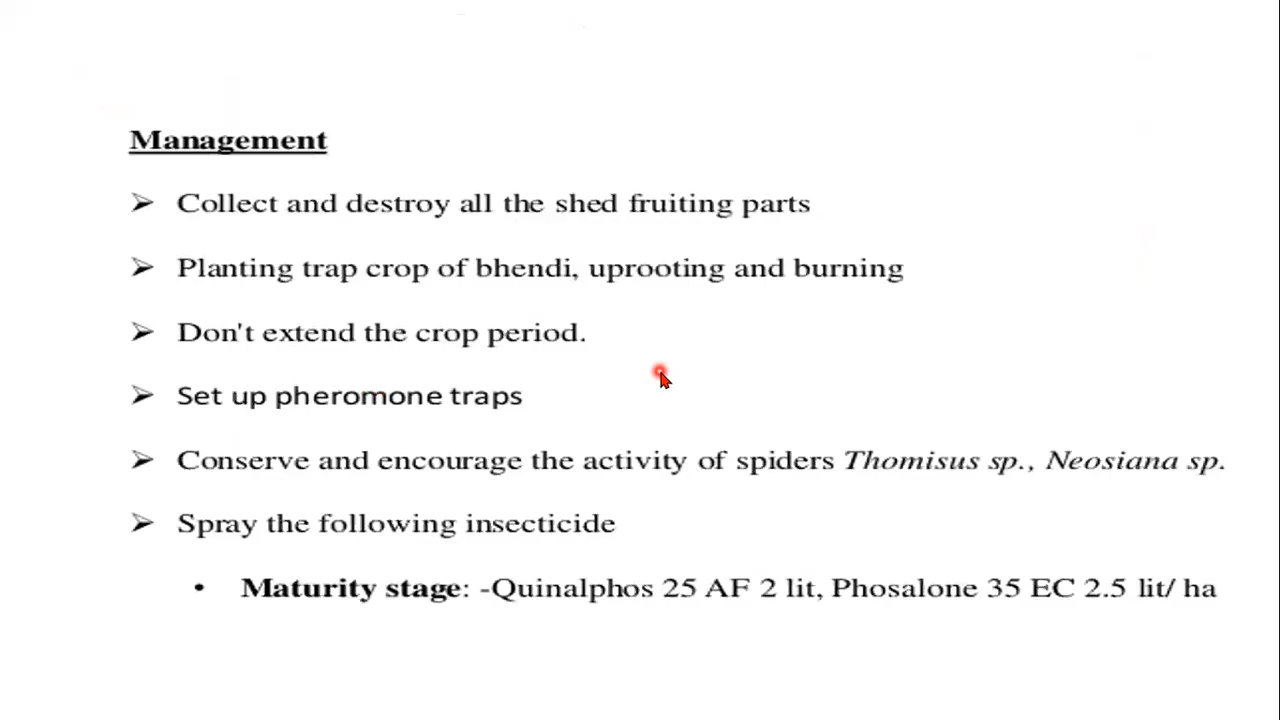 Management
➢ Collect and destroy all the shed fruiting parts
➢ Planting trap crop of bhendi, uprooting and burning
➢ Don't extend the crop period.
➢ Set up pheromone traps
➢ Conserve and encourage the activity of spiders Thomisus sp., Neosiana sp.
➢ Spray the following insecticide
• Maturity stage: -Quinalphos 25 AF 2 lit, Phosalone 35 EC 2.5 lit/ ha